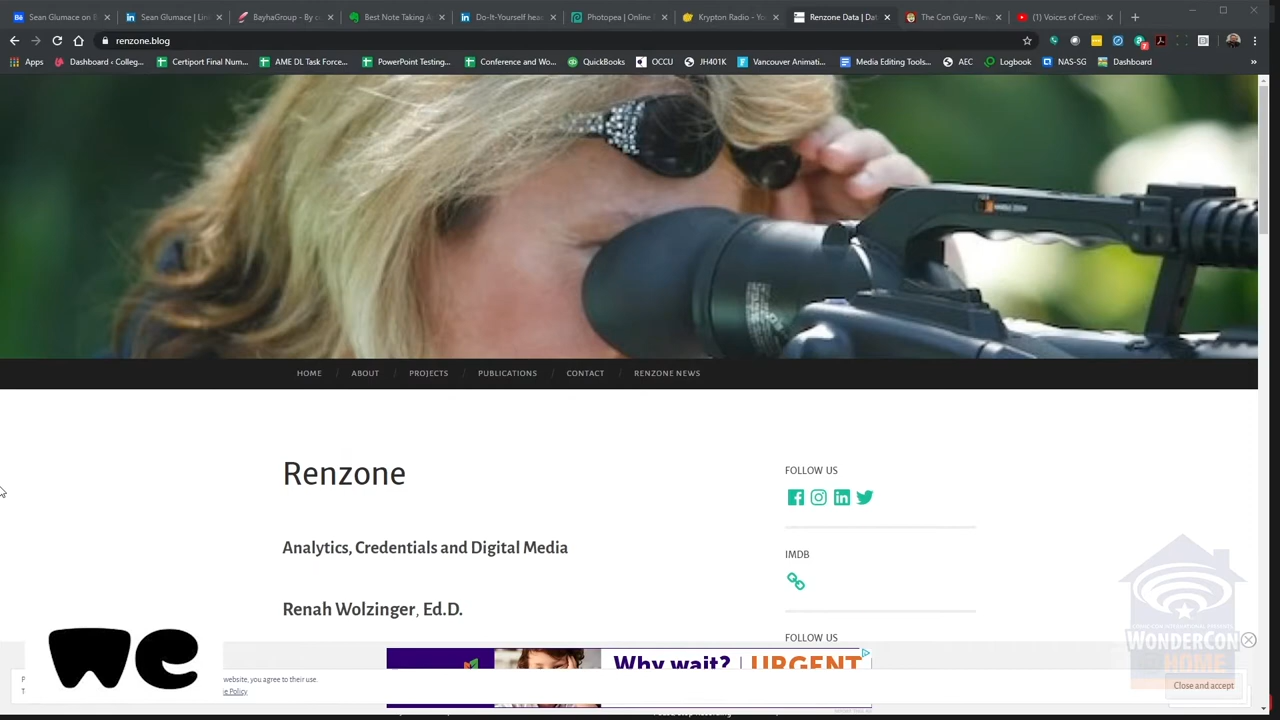 Sean Glumace on B
Sean Glumace | Lin
BayhaGroup - By c
Best Note Taking A
Do-It-Yourself hea
Photopea | Online
Krypton Radio - Yo
Renzone Data | Dat
The Con Guy – Ne
(1) Voices of Creat
renzone.blog
Apps
Dashboard ‹ Colleg...
Certiport Final Num...
AME DL Task Force...
PowerPoint Testing...
Conference and Wo...
QuickBooks
OCCU
JH401K
Vancouver Animati...
Media Editing Tools...
AEC
Logbook
NAS-SG
Dashboard
HOME / ABOUT / PROJECTS / PUBLICATIONS / CONTACT / RENZONE NEWS
Renzone
Analytics, Credentials and Digital Media
Renah Wolzinger, Ed.D.
FOLLOW US
IMDB
FOLLOW US
we
website, you agree to their use.
e Policy
Why wait? | URGENT
WONDERCON
HOME
Close and accept